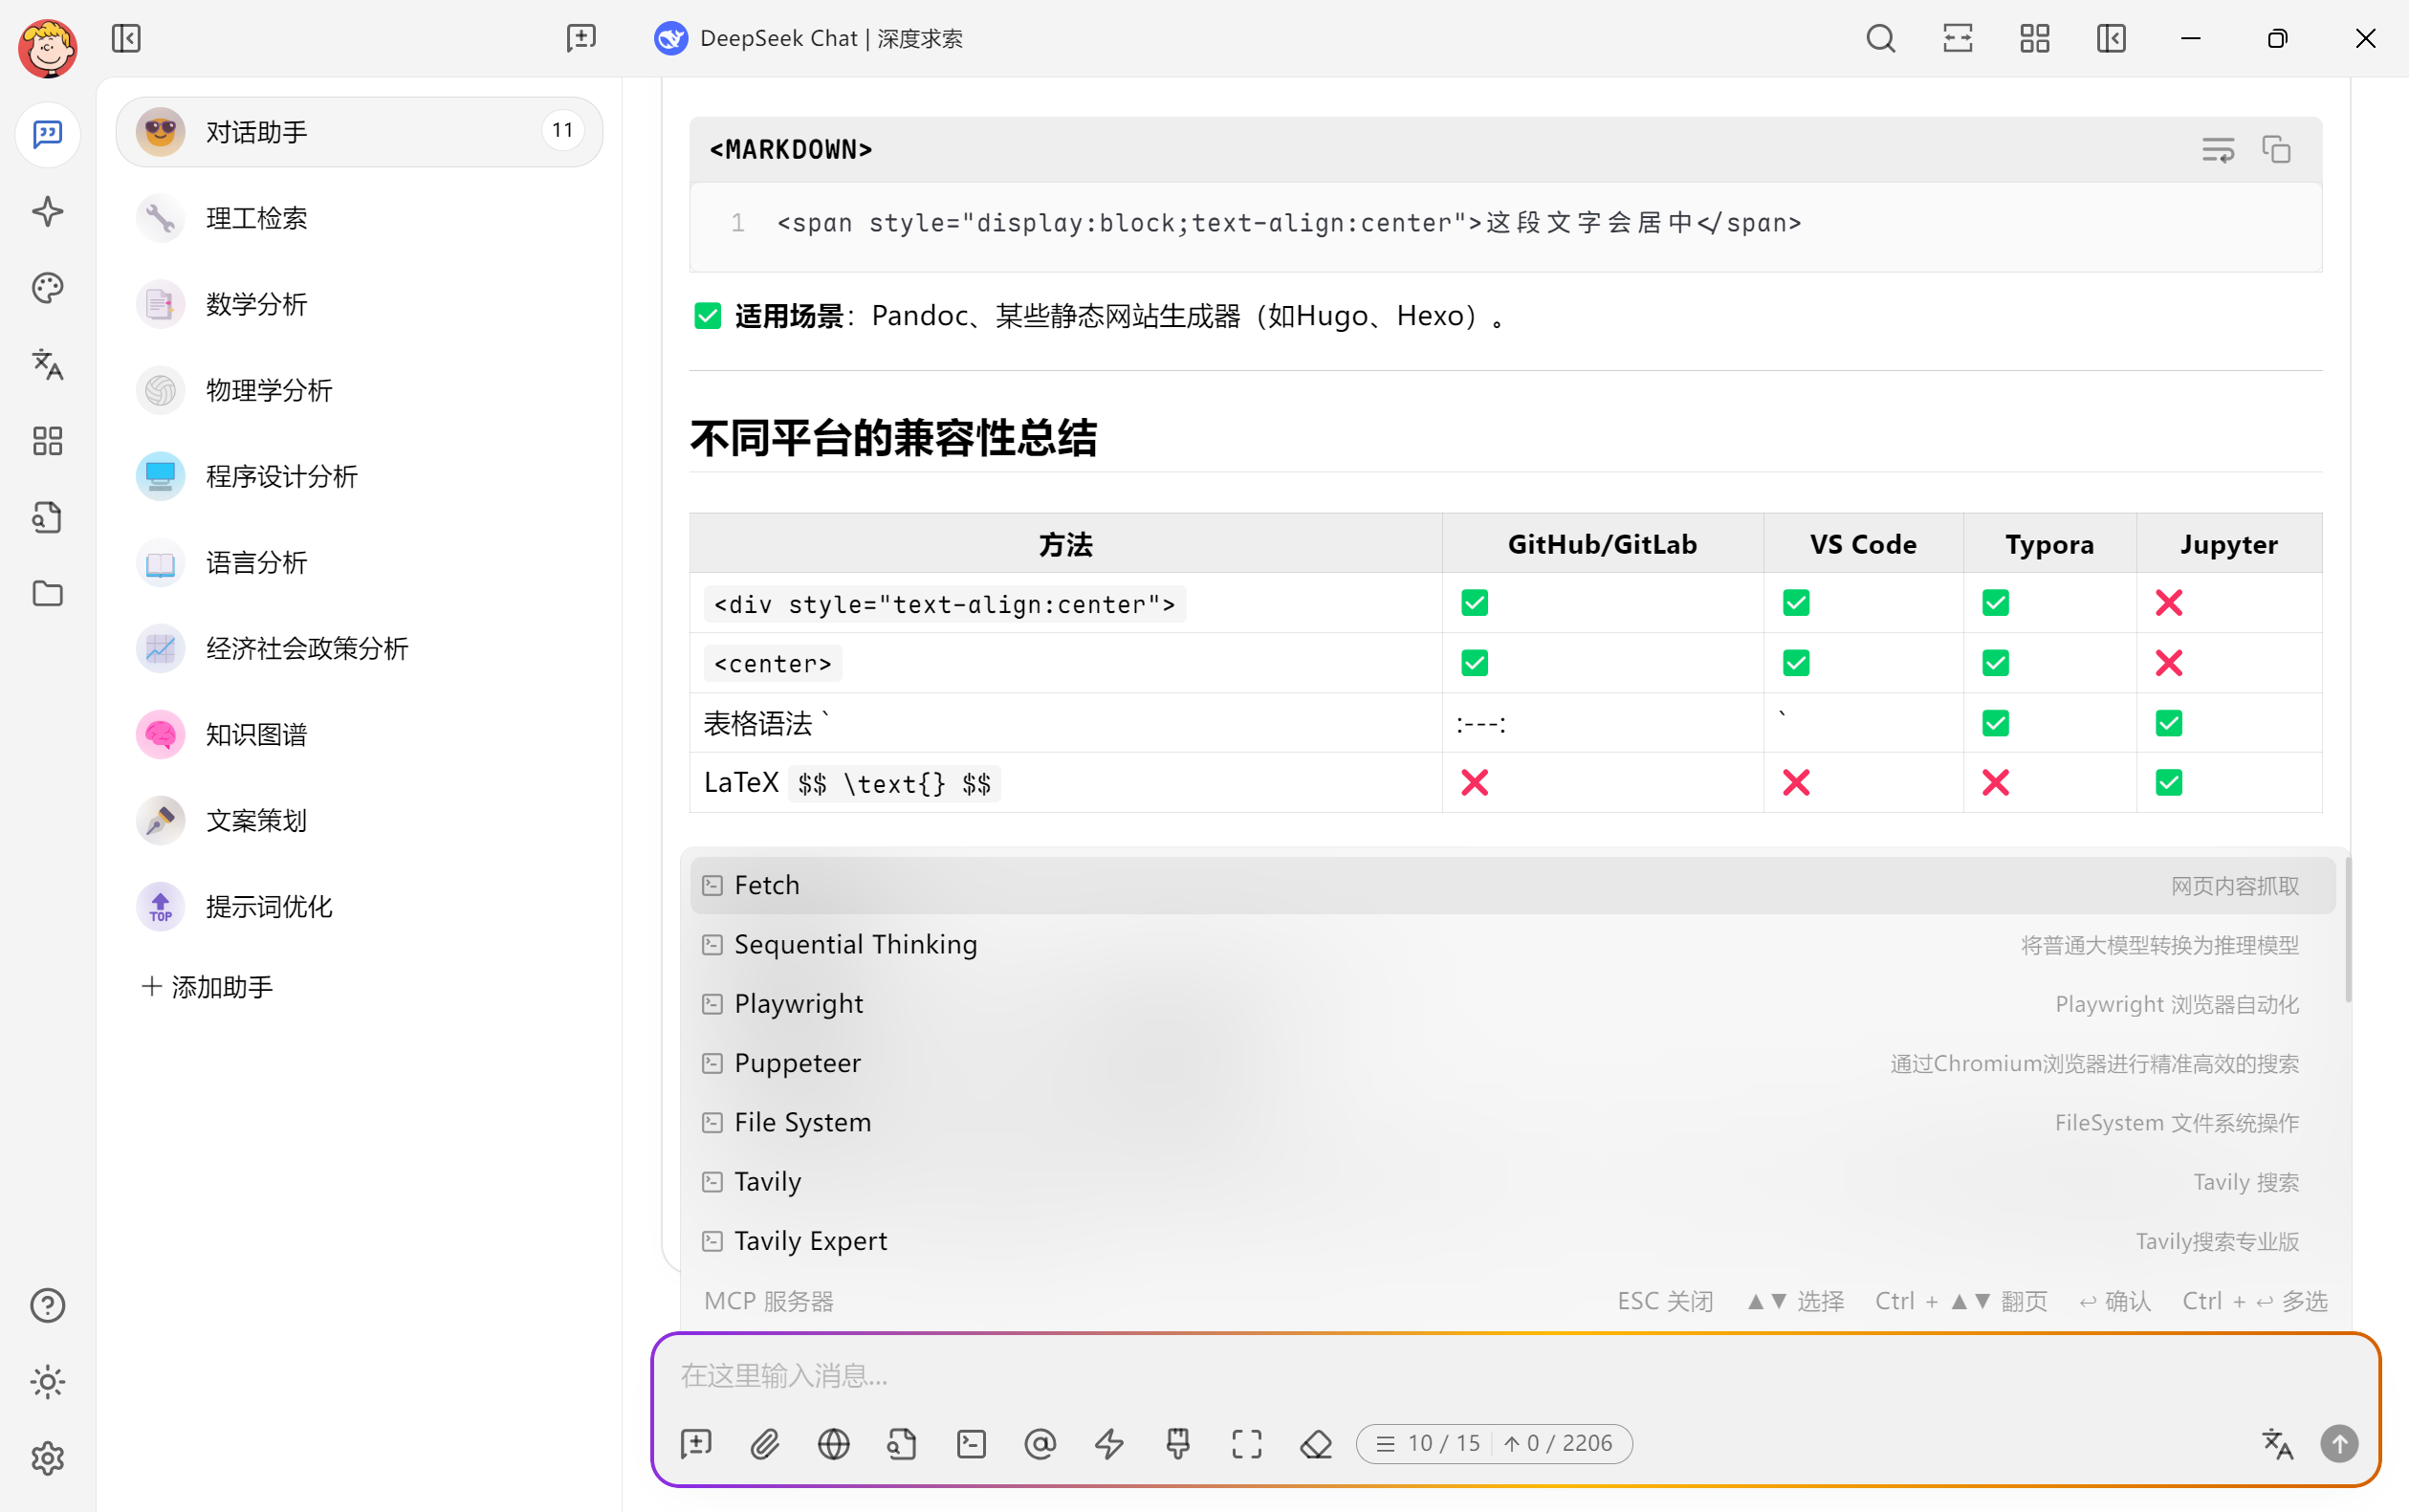 DeepSeek Chat | 深度求索
对话助手 11
理工检索
数学分析
物理学分析
程序设计分析
语言分析
经济社会政策分析
知识图谱
文案策划
TOP
提示词优化
+ 添加助手
<MARKDOWN>
1 <span style="display:block;text-align:center">这段文字会居中</span>
✅ 适用场景：Pandoc、某些静态网站生成器（如Hugo、Hexo）。
不同平台的兼容性总结
方法 GitHub/GitLab VS Code Typora Jupyter
<div style="text-align:center"> ✅ ✅ ✅ ❌
<center> ✅ ✅ ✅ ❌
表格语法 ` :---: ` ✅ ✅
LaTeX $$ \text{} $$ ❌ ❌ ❌ ✅
Fetch 网页内容抓取
Sequential Thinking 将普通大模型转换为推理模型
Playwright Playwright 浏览器自动化
Puppeteer 通过Chromium浏览器进行精准高效的搜索
File System FileSystem 文件系统操作
Tavily Tavily 搜索
Tavily Expert Tavily搜索专业版
MCP 服务器 ESC 关闭 ▲▼ 选择 Ctrl + ▲▼ 翻页 ↩ 确认 Ctrl + ↩ 多选
在这里输入消息...
10 / 15 ↑ 0 / 2206